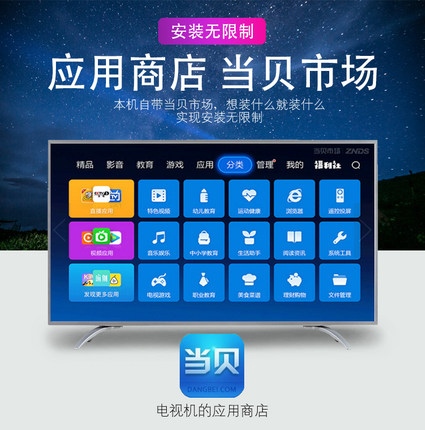 安装无限制
应用商店 当贝市场
本机自带当贝市场，想装什么就装什么
实现安装无限制
当贝市场 ZNDS
精品 影音 教育 游戏 应用 分类 管理 我的 福利社
直播应用 特色视频 幼儿教育 运动健康 浏览器 遥控投屏
视频应用 音乐娱乐 中小学教育 生活助手 阅读资讯 系统工具
发现更多应用 电视游戏 职业教育 美食菜谱 理财购物 文件管理
当贝
DANGBEI.COM
电视机的应用商店